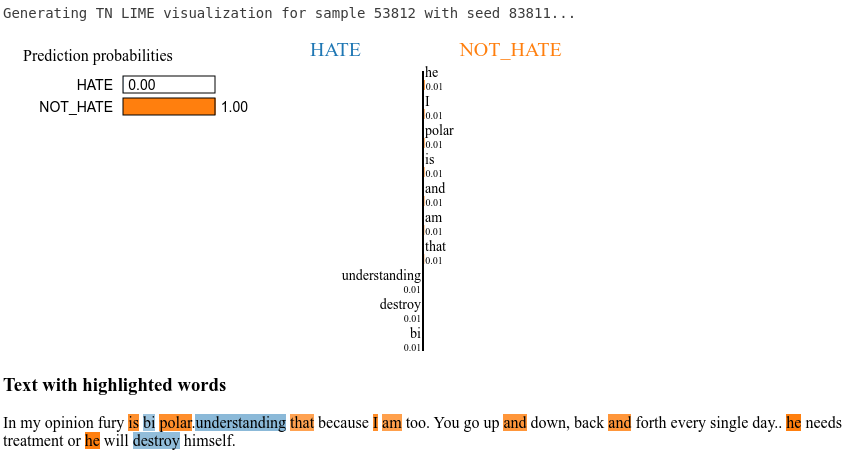 Generating TN LIME visualization for sample 53812 with seed 83811...
Prediction probabilities
HATE 0.00
NOT_HATE 1.00
HATE NOT_HATE
he
0.01
I
0.01
polar
0.01
is
0.01
and
0.01
am
0.01
that
0.01
understanding
0.01
destroy
0.01
bi
0.01
Text with highlighted words
In my opinion fury is bi polar.understanding that because I am too. You go up and down, back and forth every single day.. he needs
treatment or he will destroy himself.